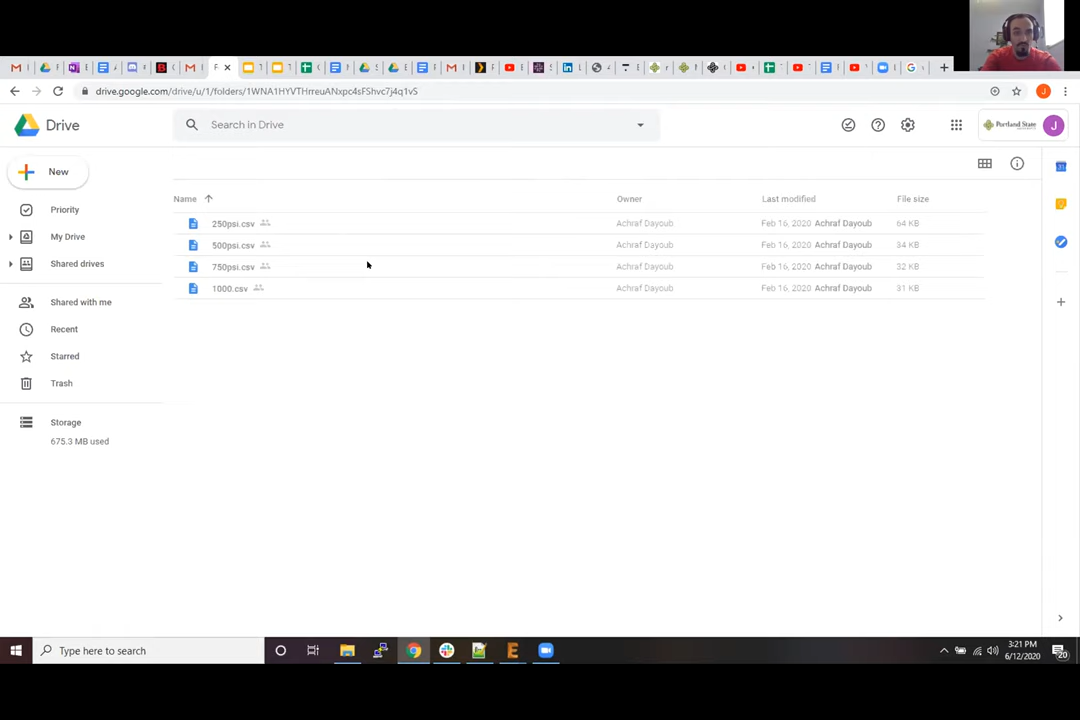 drive.google.com/drive/u/1/folders/1WNA1HYVTHrreuANxpc4sFShvc7j4q1vS
Drive
Search in Drive
Portland State
J
New
Priority
My Drive
Shared drives
Shared with me
Recent
Starred
Trash
Storage
675.3 MB used
Name Owner Last modified File size
250psi.csv Achraf Dayoub Feb 16, 2020 Achraf Dayoub 64 KB
500psi.csv Achraf Dayoub Feb 16, 2020 Achraf Dayoub 34 KB
750psi.csv Achraf Dayoub Feb 16, 2020 Achraf Dayoub 32 KB
1000.csv Achraf Dayoub Feb 16, 2020 Achraf Dayoub 31 KB
Type here to search
3:21 PM
6/12/2020
20